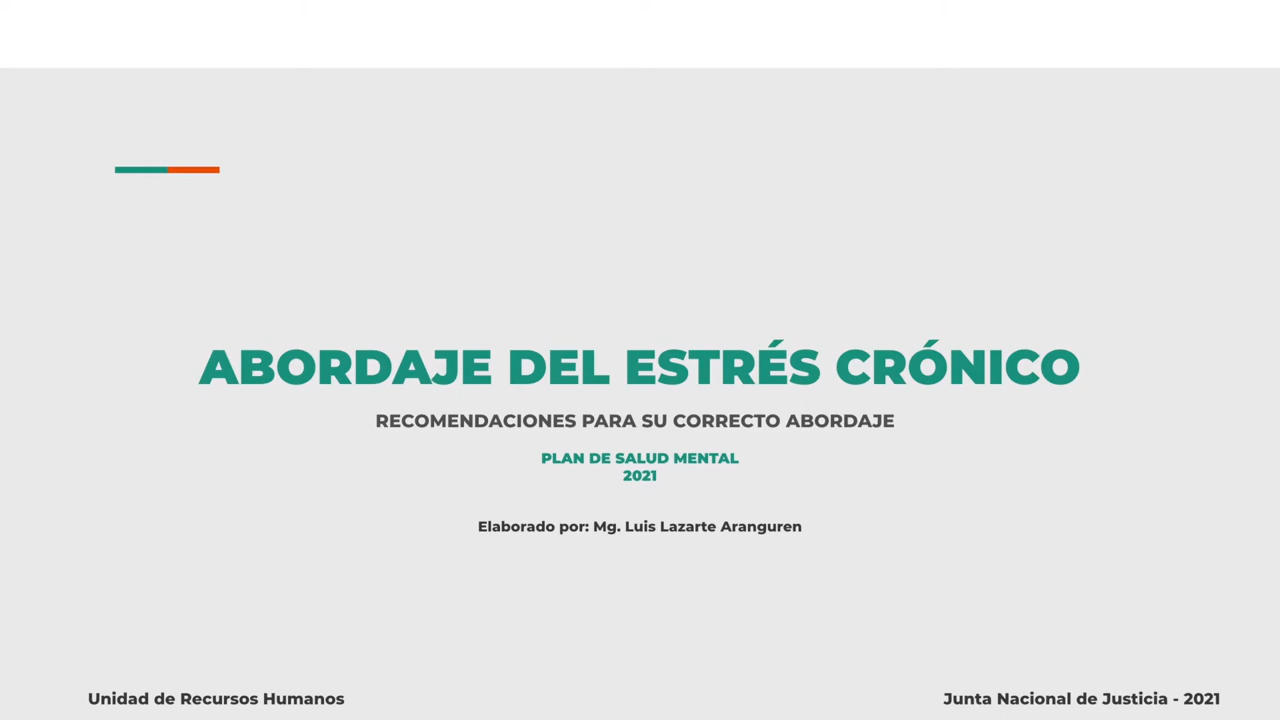 ABORDAJE DEL ESTRÉS CRÓNICO
RECOMENDACIONES PARA SU CORRECTO ABORDAJE
PLAN DE SALUD MENTAL
2021
Elaborado por: Mg. Luis Lazarte Aranguren
Unidad de Recursos Humanos
Junta Nacional de Justicia - 2021